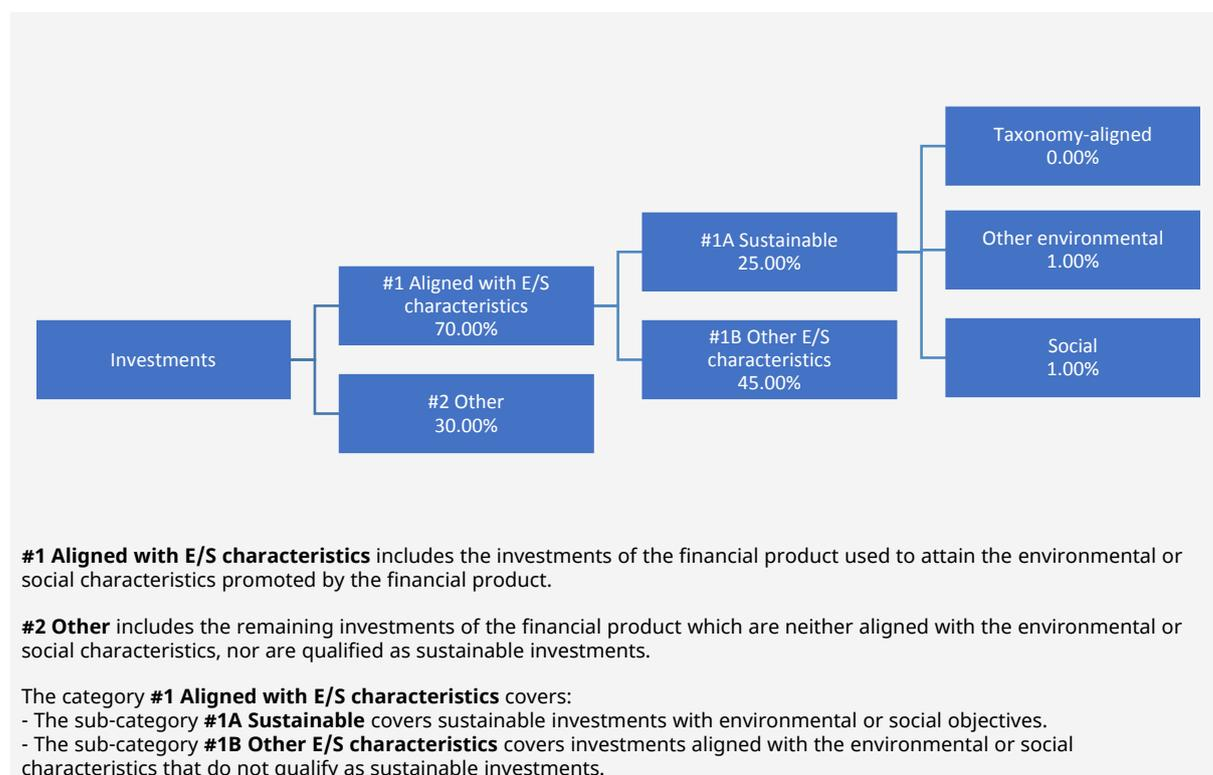 Taxonomy-aligned
0.00%
#1A Sustainable
25.00%
Other environmental
1.00%
#1 Aligned with E/S
characteristics
70.00%
Investments
#1B Other E/S
characteristics
45.00%
Social
1.00%
#2 Other
30.00%
#1 Aligned with E/S characteristics includes the investments of the financial product used to attain the environmental or
social characteristics promoted by the financial product.
#2 Other includes the remaining investments of the financial product which are neither aligned with the environmental or
social characteristics, nor are qualified as sustainable investments.
The category #1 Aligned with E/S characteristics covers:
- The sub-category #1A Sustainable covers sustainable investments with environmental or social objectives.
- The sub-category #1B Other E/S characteristics covers investments aligned with the environmental or social
characteristics that do not qualify as sustainable investments.